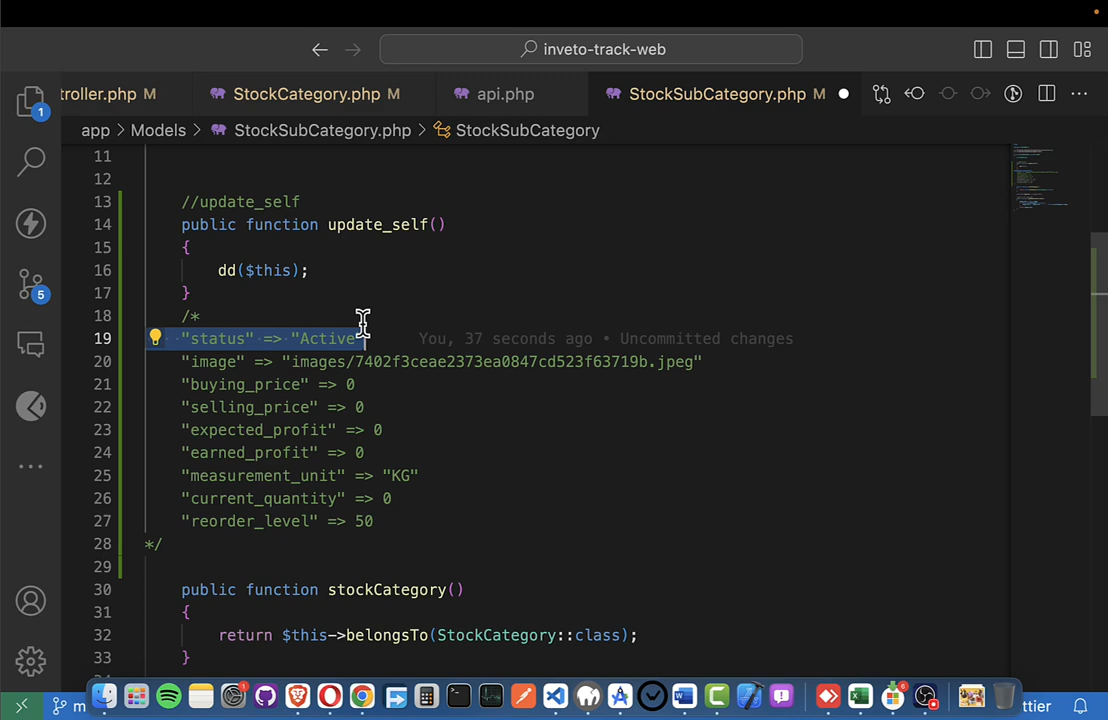 inveto-track-web
troller.php M
StockCategory.php M
api.php
StockSubCategory.php M
app > Models > StockSubCategory.php > StockSubCategory
11
12
13 //update_self
14 public function update_self()
15 {
16 dd($this);
17 }
18 /*
19 "status" => "Active" You, 37 seconds ago • Uncommitted changes
20 "image" => "images/7402f3ceae2373ea0847cd523f63719b.jpeg"
21 "buying_price" => 0
22 "selling_price" => 0
23 "expected_profit" => 0
24 "earned_profit" => 0
25 "measurement_unit" => "KG"
26 "current_quantity" => 0
27 "reorder_level" => 50
28 */
29
30 public function stockCategory()
31 {
32 return $this->belongsTo(StockCategory::class);
33 }
1
5
m
1
6
ttier